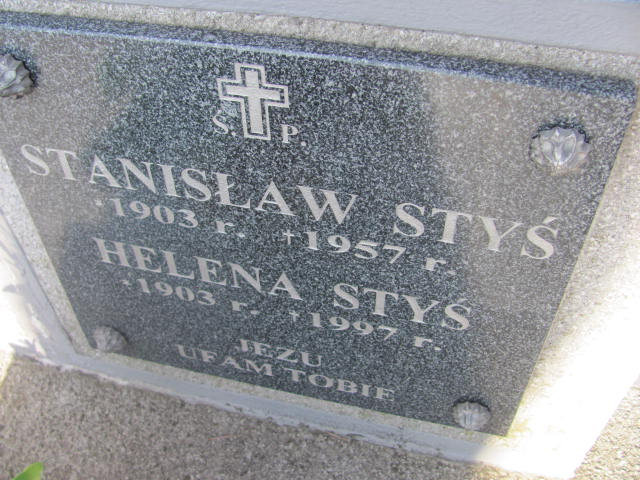 S. P.
STANISŁAW STYŚ
*1903 r. +1957 r.
HELENA STYŚ
*1903 r. +1997 r.
JEZU
UFAM TOBIE